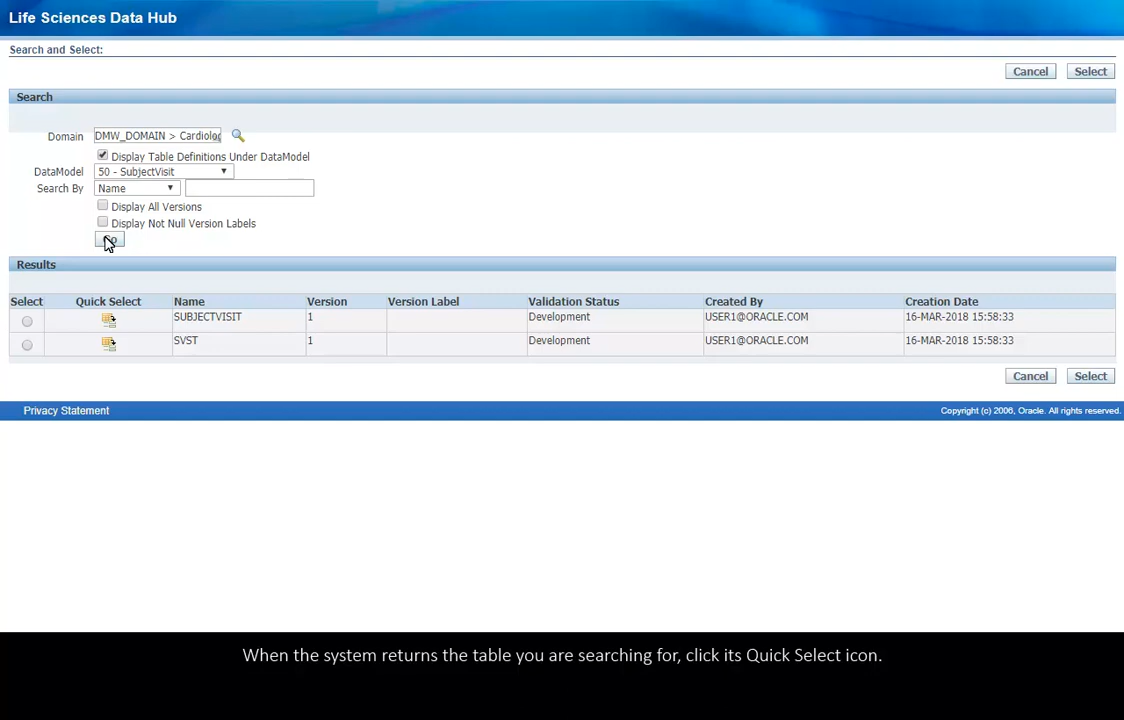 Life Sciences Data Hub
Search and Select:
Cancel Select
Search
Domain DMW_DOMAIN > Cardiolog
Display Table Definitions Under DataModel
DataModel 50 - SubjectVisit
Search By Name
Display All Versions
Display Not Null Version Labels
Results
Select Quick Select Name Version Version Label Validation Status Created By Creation Date
SUBJECTVISIT 1 Development USER1@ORACLE.COM 16-MAR-2018 15:58:33
SVST 1 Development USER1@ORACLE.COM 16-MAR-2018 15:58:33
Cancel Select
Privacy Statement Copyright (c) 2006, Oracle. All rights reserved.
When the system returns the table you are searching for, click its Quick Select icon.